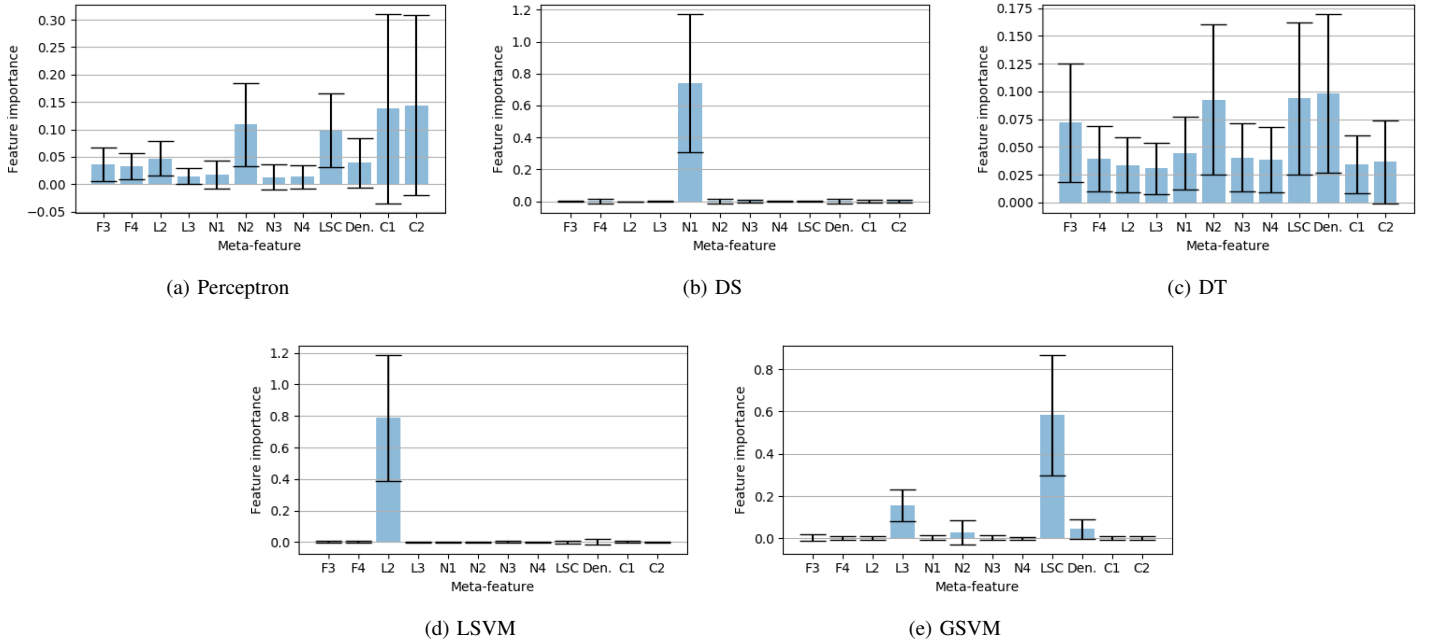 0.30
0.25
0.20
0.15
0.10
0.05
0.00
−0.05
Feature importance
F3 F4 L2 L3 N1 N2 N3 N4 LSC Den. C1 C2
Meta-feature
(a) Perceptron
1.2
1.0
0.8
0.6
0.4
0.2
0.0
Feature importance
F3 F4 L2 L3 N1 N2 N3 N4 LSC Den. C1 C2
Meta-feature
(b) DS
0.175
0.150
0.125
0.100
0.075
0.050
0.025
0.000
Feature importance
F3 F4 L2 L3 N1 N2 N3 N4 LSC Den. C1 C2
Meta-feature
(c) DT
1.2
1.0
0.8
0.6
0.4
0.2
0.0
Feature importance
F3 F4 L2 L3 N1 N2 N3 N4 LSC Den. C1 C2
Meta-feature
(d) LSVM
0.8
0.6
0.4
0.2
0.0
Feature importance
F3 F4 L2 L3 N1 N2 N3 N4 LSC Den. C1 C2
Meta-feature
(e) GSVM